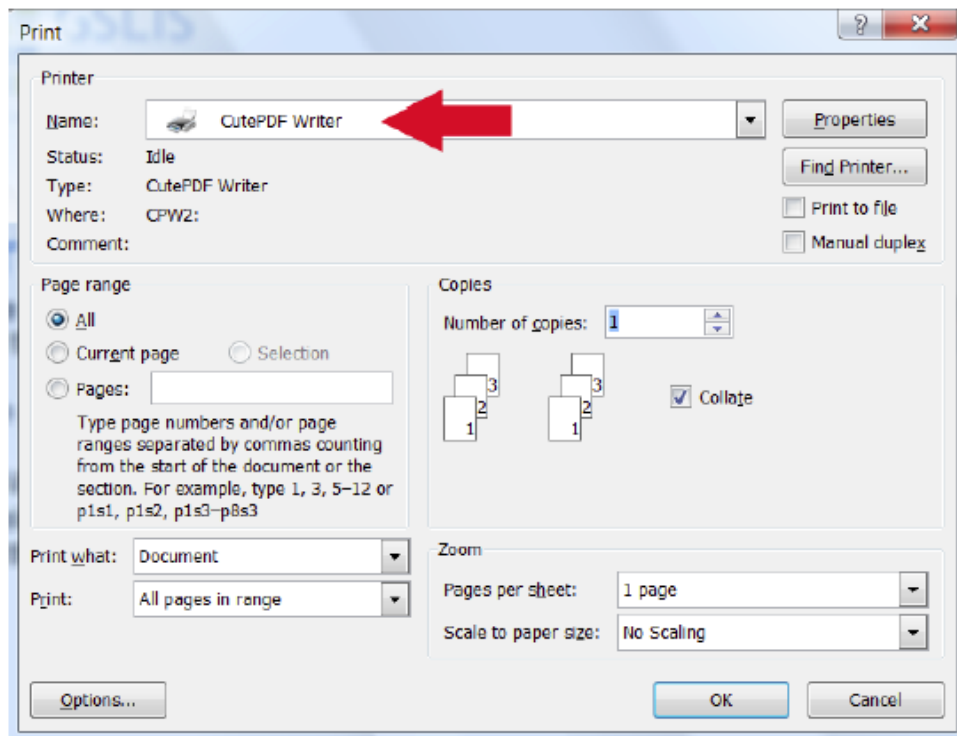 Print
Printer
Name: CutePDF Writer
Properties
Status: Idle
Find Printer...
Type: CutePDF Writer
Where: CPW2:
Print to file
Comment:
Manual duplex
Page range
All
Current page Selection
Pages:
Type page numbers and/or page
ranges separated by commas counting
from the start of the document or the
section. For example, type 1, 3, 5–12 or
p1s1, p1s2, p1s3–p8s3
Copies
Number of copies: 1
3 3
2 2
1 1
Collate
Print what: Document
Print: All pages in range
Zoom
Pages per sheet: 1 page
Scale to paper size: No Scaling
Options... OK Cancel